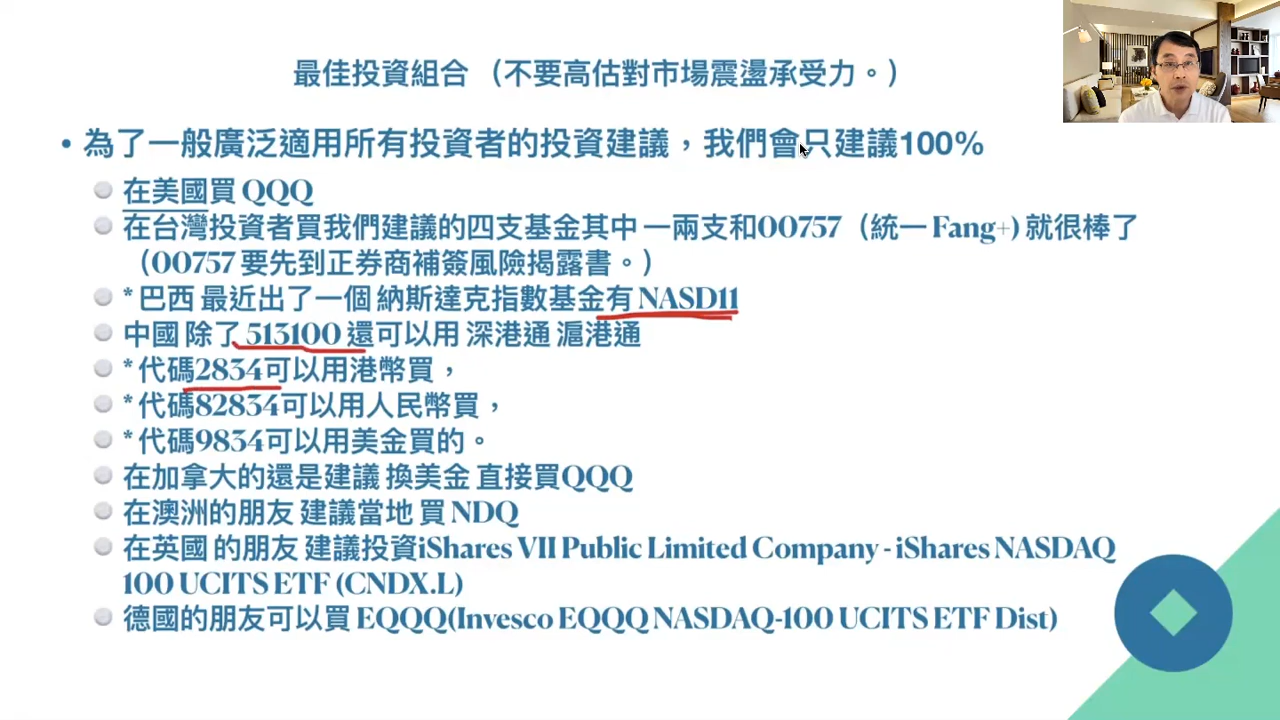 最佳投資組合 （不要高估對市場震盪承受力。）
• 為了一般廣泛適用所有投資者的投資建議，我們會只建議100%
在美國買 QQQ
在台灣投資者買我們建議的四支基金其中 一兩支和00757（統一 Fang+) 就很棒了
（00757 要先到正券商補簽風險揭露書。）
* 巴西 最近出了一個 納斯達克指數基金有 NASD11
中國 除了 513100 還可以用 深港通 滬港通
* 代碼2834可以用港幣買，
* 代碼82834可以用人民幣買，
* 代碼9834可以用美金買的。
在加拿大的還是建議 換美金 直接買QQQ
在澳洲的朋友 建議當地 買 NDQ
在英國 的朋友 建議投資iShares VII Public Limited Company - iShares NASDAQ
100 UCITS ETF (CNDX.L)
德國的朋友可以買 EQQQ(Invesco EQQQ NASDAQ-100 UCITS ETF Dist)